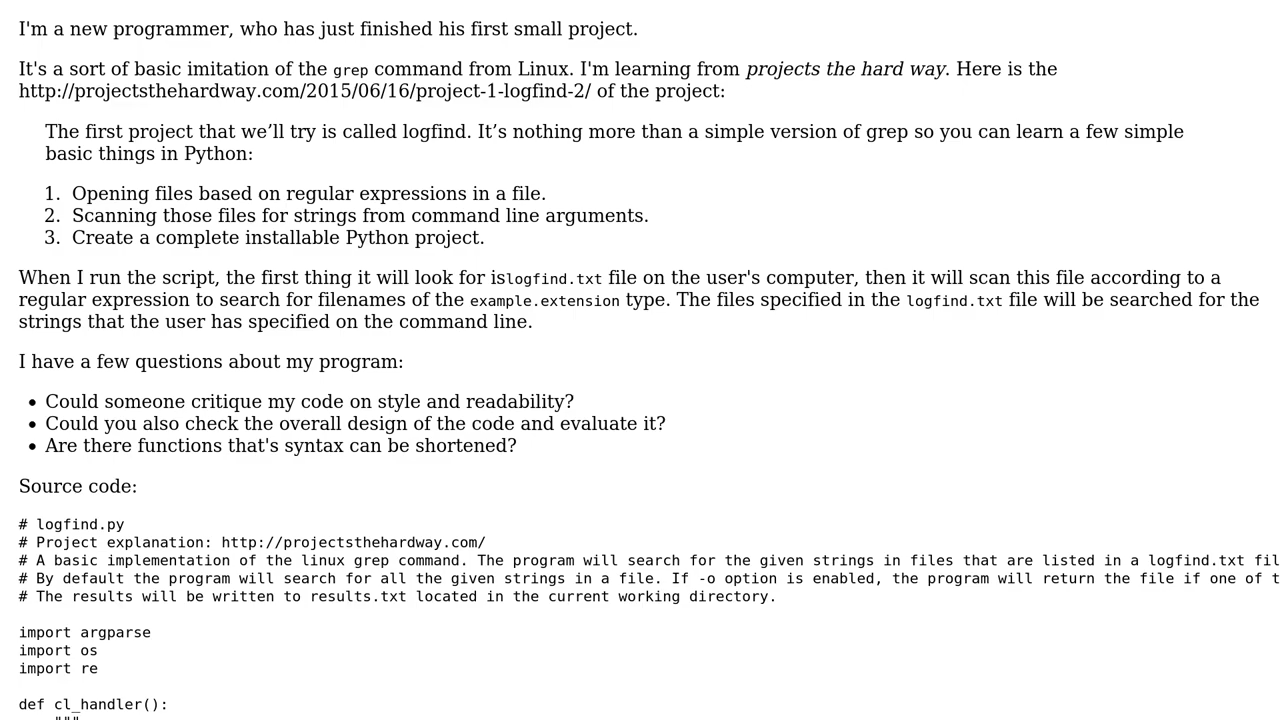 I'm a new programmer, who has just finished his first small project.
It's a sort of basic imitation of the grep command from Linux. I'm learning from projects the hard way. Here is the
http://projectsthehardway.com/2015/06/16/project-1-logfind-2/ of the project:
The first project that we’ll try is called logfind. It’s nothing more than a simple version of grep so you can learn a few simple
basic things in Python:
1. Opening files based on regular expressions in a file.
2. Scanning those files for strings from command line arguments.
3. Create a complete installable Python project.
When I run the script, the first thing it will look for islogfind.txt file on the user's computer, then it will scan this file according to a
regular expression to search for filenames of the example.extension type. The files specified in the logfind.txt file will be searched for the
strings that the user has specified on the command line.
I have a few questions about my program:
• Could someone critique my code on style and readability?
• Could you also check the overall design of the code and evaluate it?
• Are there functions that's syntax can be shortened?
Source code:
# logfind.py
# Project explanation: http://projectsthehardway.com/
# A basic implementation of the linux grep command. The program will search for the given strings in files that are listed in a logfind.txt fil
# By default the program will search for all the given strings in a file. If -o option is enabled, the program will return the file if one of t
# The results will be written to results.txt located in the current working directory.
import argparse
import os
import re
def cl_handler():
"""